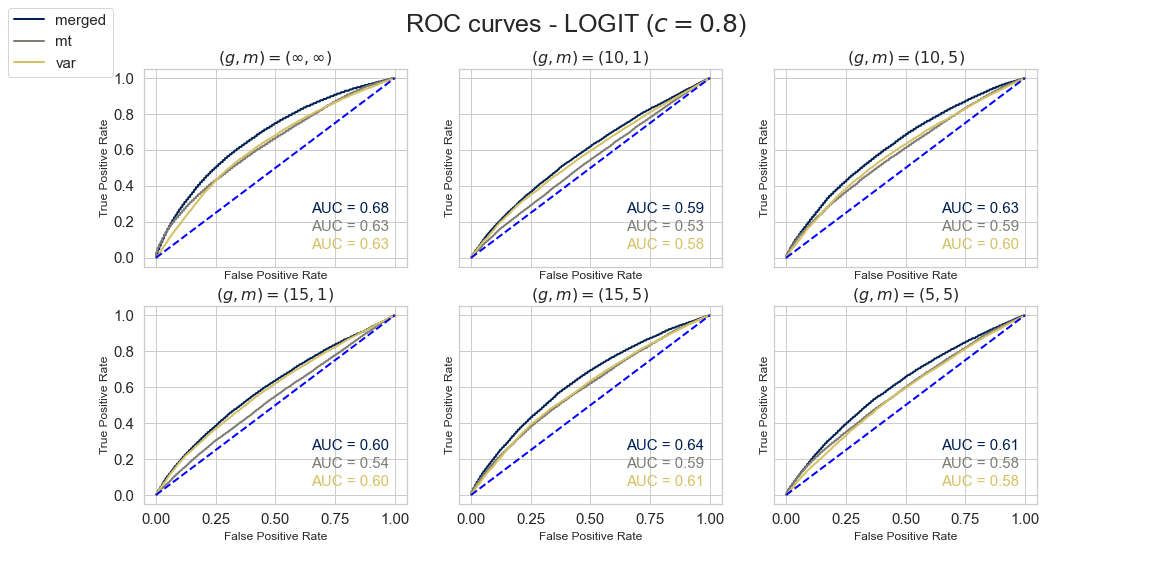 ROC curves - LOGIT (c = 0.8)
merged
mt
var
(g, m) = (∞, ∞)
1.0
0.8
0.6
0.4
0.2
0.0
True Positive Rate
AUC = 0.68
AUC = 0.63
AUC = 0.63
False Positive Rate
(g, m) = (10, 1)
True Positive Rate
AUC = 0.59
AUC = 0.53
AUC = 0.58
False Positive Rate
(g, m) = (10, 5)
True Positive Rate
AUC = 0.63
AUC = 0.59
AUC = 0.60
False Positive Rate
(g, m) = (15, 1)
1.0
0.8
0.6
0.4
0.2
0.0
True Positive Rate
AUC = 0.60
AUC = 0.54
AUC = 0.60
0.00 0.25 0.50 0.75 1.00
False Positive Rate
(g, m) = (15, 5)
True Positive Rate
AUC = 0.64
AUC = 0.59
AUC = 0.61
0.00 0.25 0.50 0.75 1.00
False Positive Rate
(g, m) = (5, 5)
True Positive Rate
AUC = 0.61
AUC = 0.58
AUC = 0.58
0.00 0.25 0.50 0.75 1.00
False Positive Rate